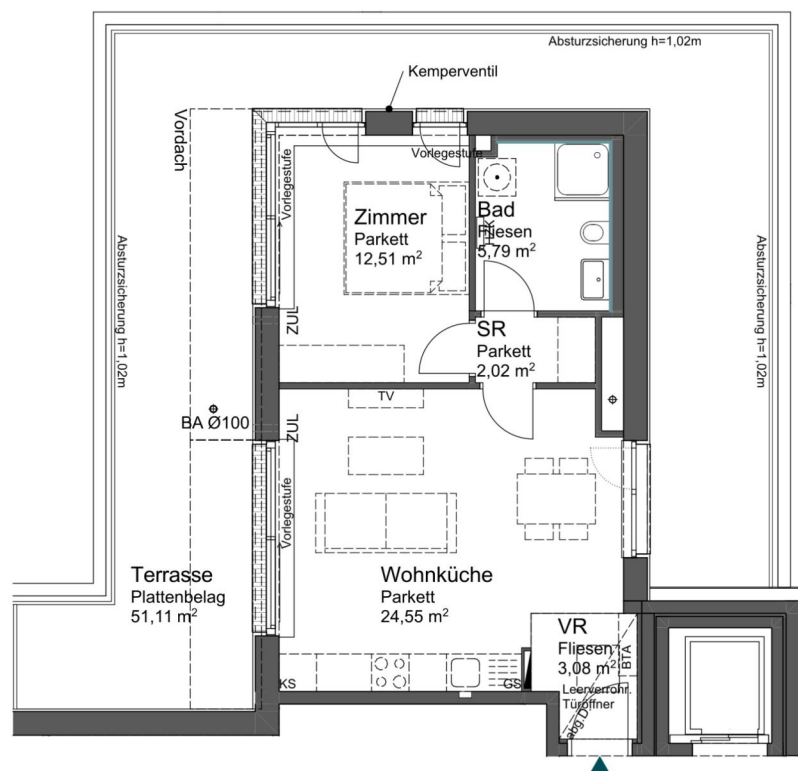 Absturzsicherung h=1,02m
Kemperventil
Vordach
Vorlegestufe
Vorlegestufe
Zimmer
Parkett
12,51 m²
Bad
Fliesen
5,79 m²
HK
Absturzsicherung h=1,02m
Absturzsicherung h=1,02m
ZUL
SR
Parkett
2,02 m²
TV
BA Ø100
ZUL
Vorlegestufe
Terrasse
Plattenbelag
51,11 m²
Wohnküche
Parkett
24,55 m²
VR
Fliesen
3,08 m²
BTA
Leerverrohr.
Türöffner
KS
GS
abg.D.